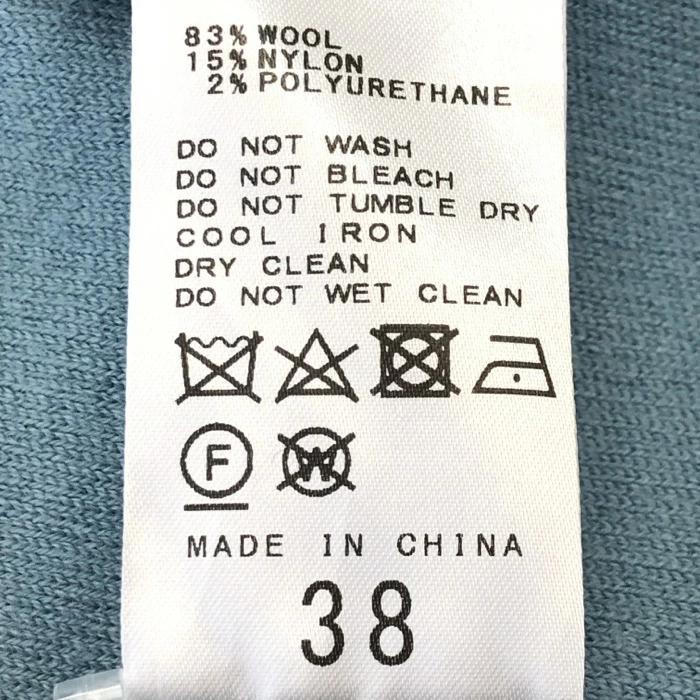 83% WOOL
15% NYLON
2% POLYURETHANE
DO NOT WASH
DO NOT BLEACH
DO NOT TUMBLE DRY
COOL IRON
DRY CLEAN
DO NOT WET CLEAN
F W
MADE IN CHINA
38